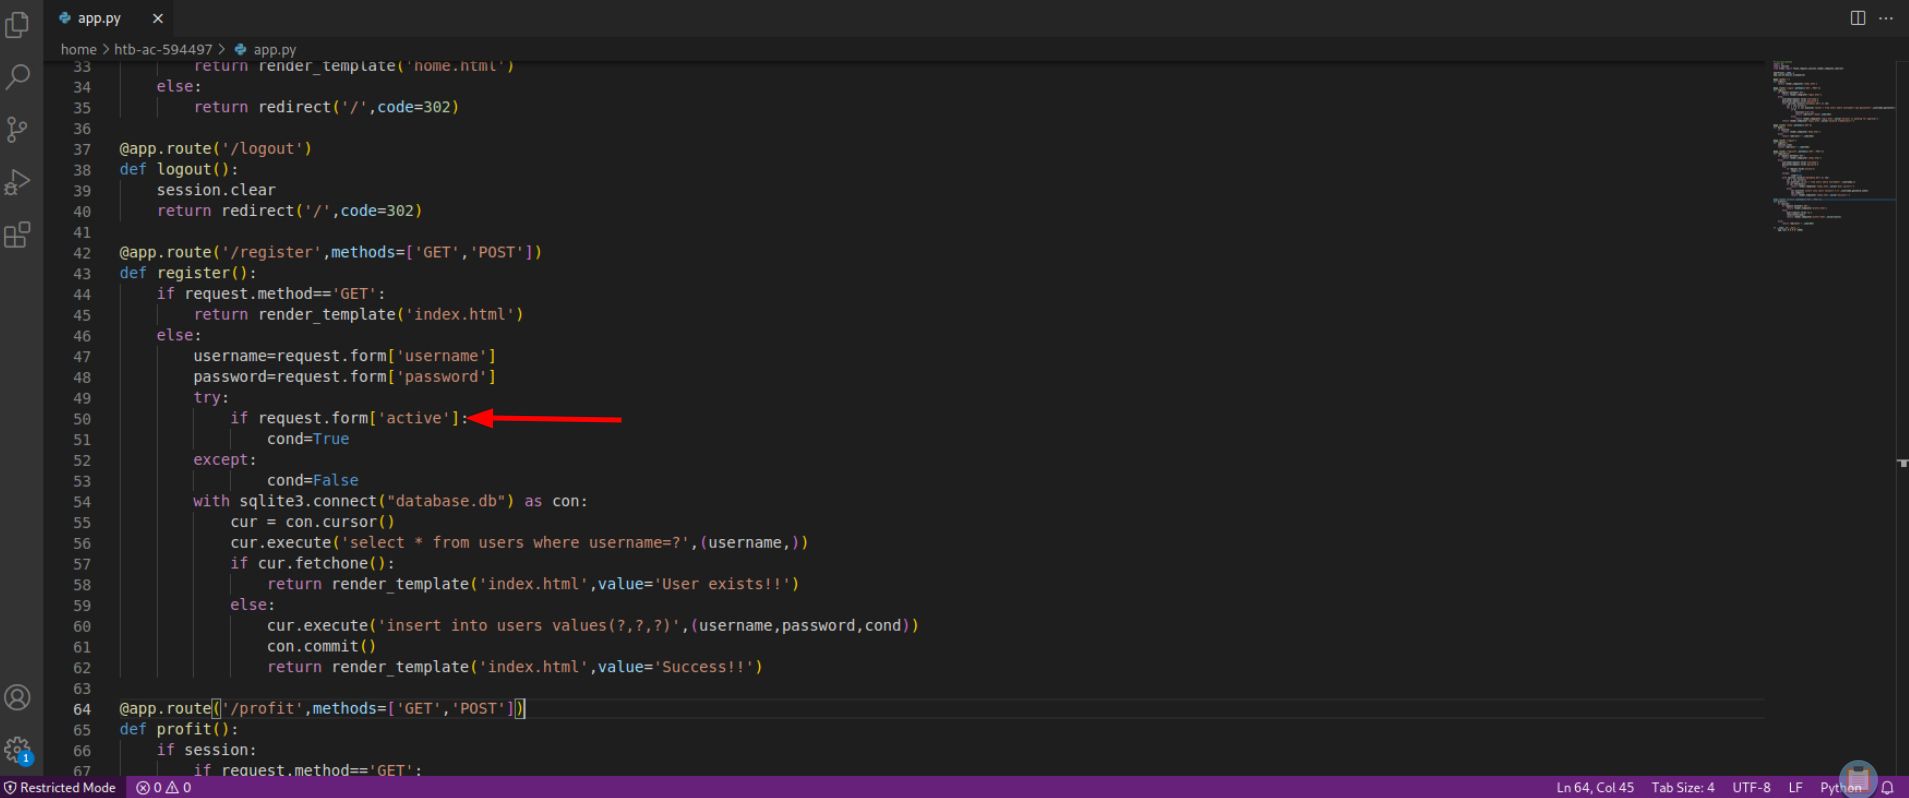 app.py
home > htb-ac-594497 > app.py
33 return render_template('home.html')
34 else:
35 return redirect('/',code=302)
36
37 @app.route('/logout')
38 def logout():
39 session.clear
40 return redirect('/',code=302)
41
42 @app.route('/register',methods=['GET','POST'])
43 def register():
44 if request.method=='GET':
45 return render_template('index.html')
46 else:
47 username=request.form['username']
48 password=request.form['password']
49 try:
50 if request.form['active']:
51 cond=True
52 except:
53 cond=False
54 with sqlite3.connect("database.db") as con:
55 cur = con.cursor()
56 cur.execute('select * from users where username=?',(username,))
57 if cur.fetchone():
58 return render_template('index.html',value='User exists!!')
59 else:
60 cur.execute('insert into users values(?,?,?)',(username,password,cond))
61 con.commit()
62 return render_template('index.html',value='Success!!')
63
64 @app.route('/profit',methods=['GET','POST'])
65 def profit():
66 if session:
67 if request.method=='GET':
1
Restricted Mode 0 0 Ln 64, Col 45 Tab Size: 4 UTF-8 LF Python